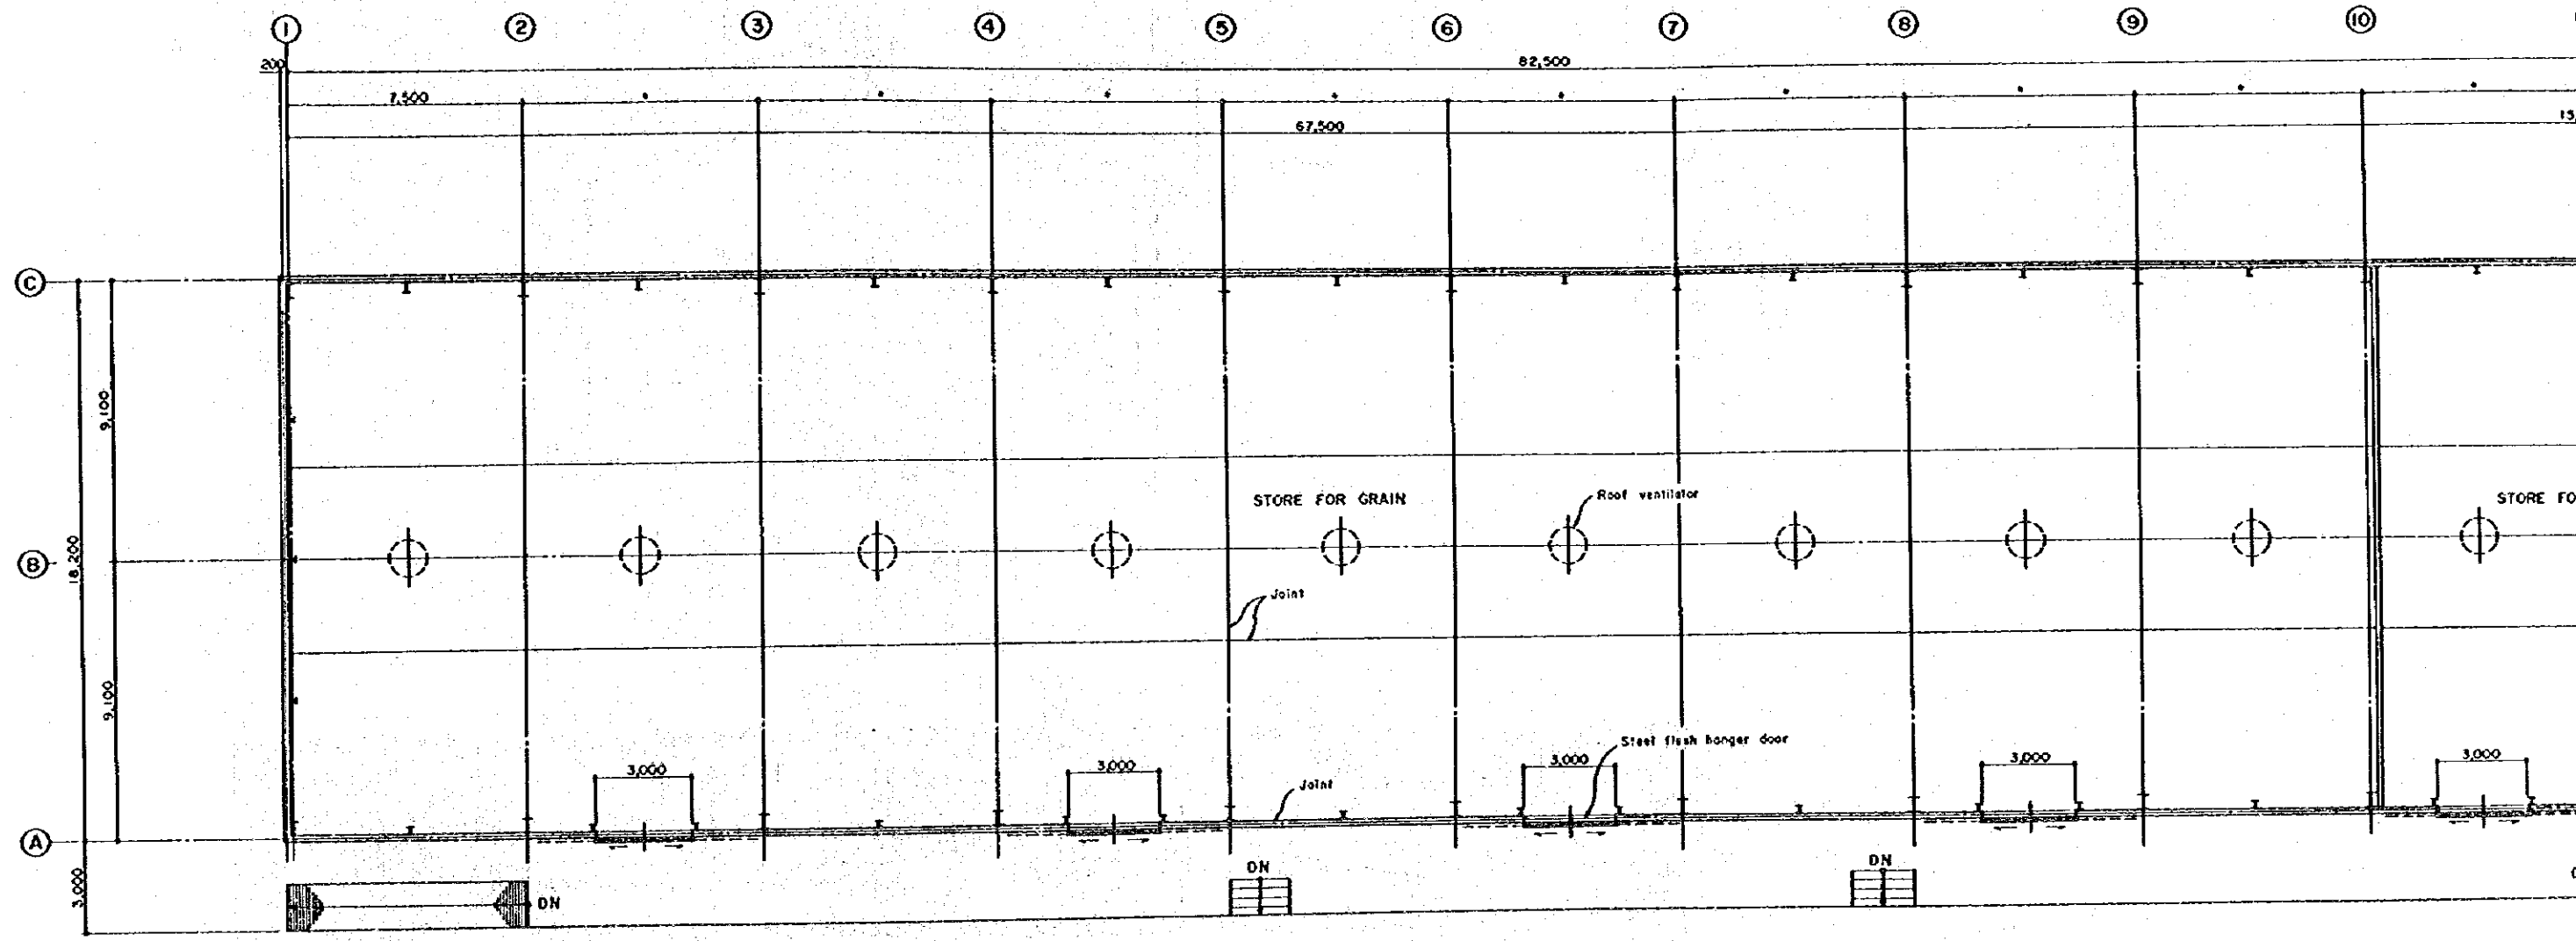 1 2 3 4 5 6 7 8 9 10
200 82,500
7,500
67,500
C
9,100
STORE FOR GRAIN Roof ventilator STORE FO
B
18,200
Joint
9,100
Steel flush hanger door
3,000 3,000 3,000 3,000 3,000
Joint
A
DN DN
3,000
DN